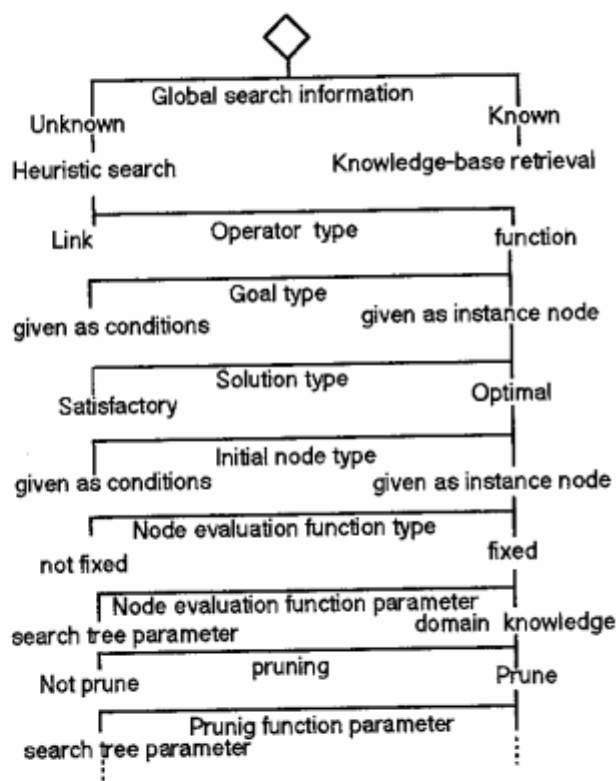 Global search information
Unknown
Known
Heuristic search
Knowledge-base retrieval
Link
Operator type
function
Goal type
given as conditions
given as instance node
Solution type
Satisfactory
Optimal
Initial node type
given as conditions
given as instance node
Node evaluation function type
not fixed
fixed
Node evaluation function parameter
search tree parameter
domain knowledge
pruning
Not prune
Prune
Prunig function parameter
search tree parameter